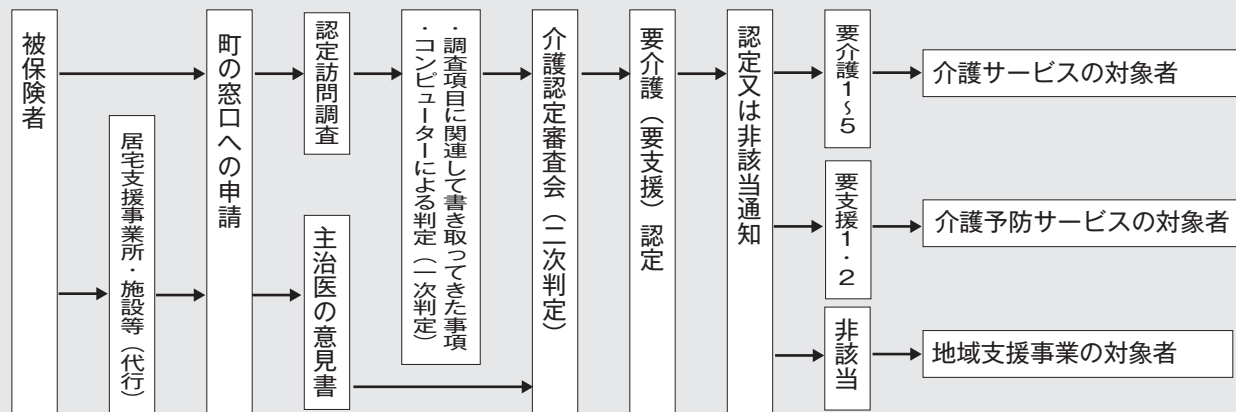 被保険者
居宅支援事業所・施設等（代行）
町の窓口への申請
認定訪問調査
主治医の意見書
・調査項目に関連して書き取ってきた事項
・コンピューターによる判定（一次判定）
介護認定審査会（二次判定）
要介護（要支援）認定
認定又は非該当通知
要介護１～５
介護サービスの対象者
要支援１・２
介護予防サービスの対象者
非該当
地域支援事業の対象者